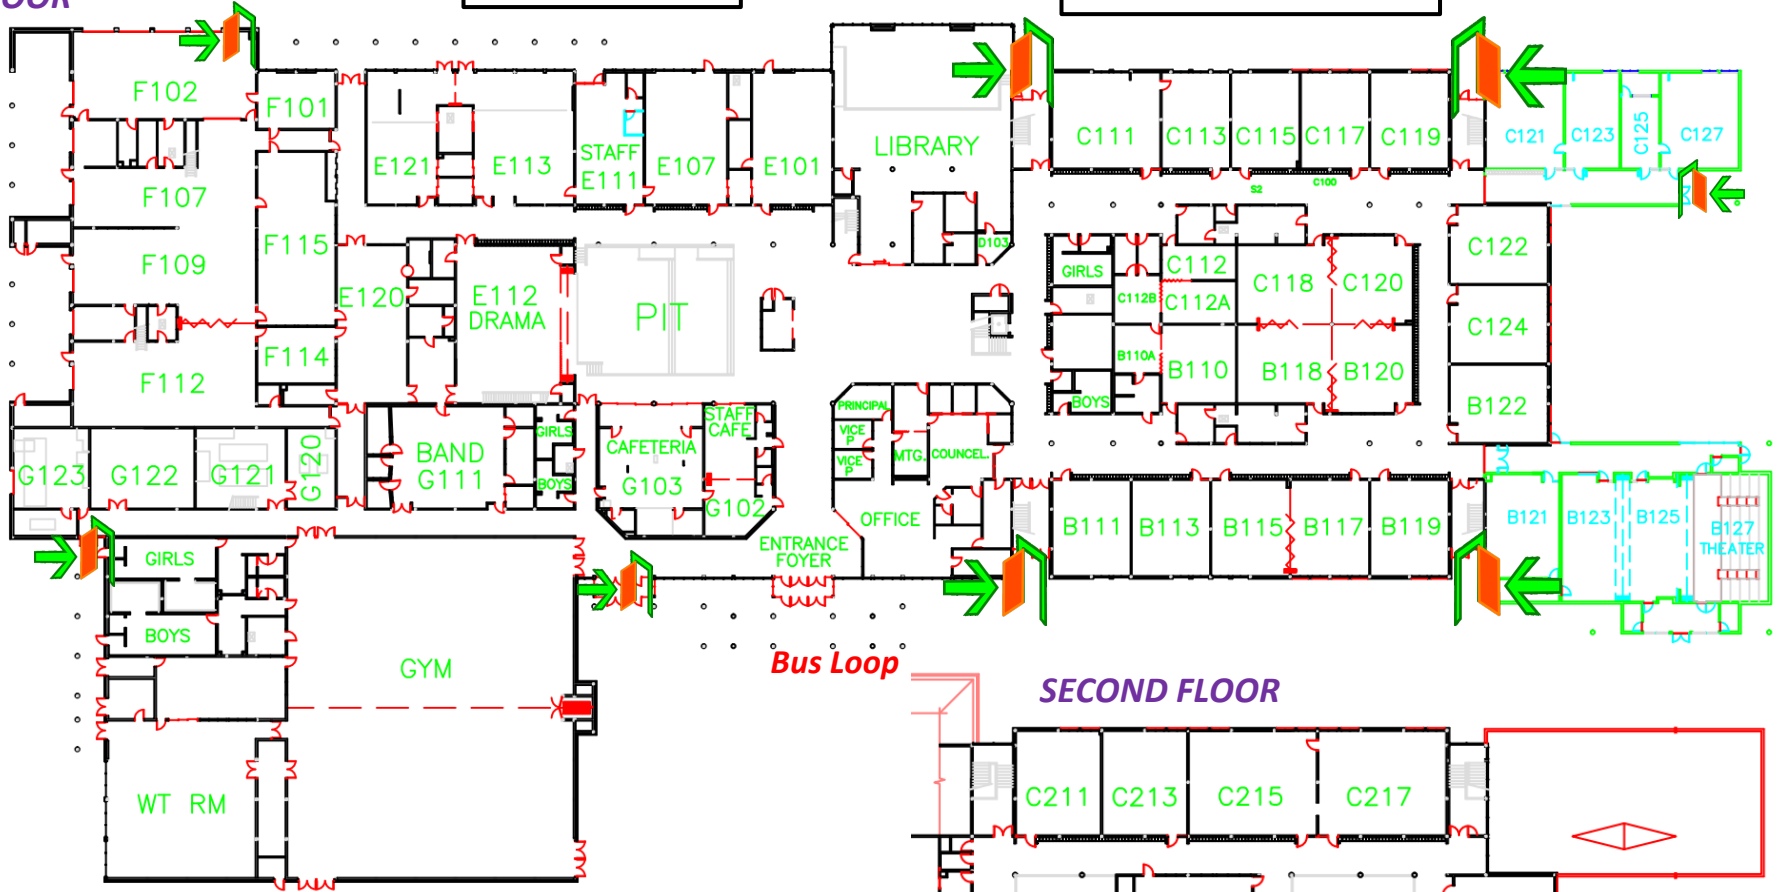 OOR
F102
F101
F107
F115
F109
F114
F112
E121
E113
STAFF
E111
E107
E101
LIBRARY
D103
E120
E112
DRAMA
PIT
C111
C113
C115
C117
C119
C121
C123
C125
C127
S2
C100
GIRLS
C112
C112B
C112A
C118
C120
C122
C124
B122
B110A
B110
B118
B120
BOYS
G123
G122
G121
G120
BAND
G111
GIRLS
BOYS
CAFETERIA
G103
STAFF
CAFE
G102
PRINCIPAL
VICE
P
VICE
P
MTG.
COUNCEL.
OFFICE
ENTRANCE
FOYER
B111
B113
B115
B117
B119
B121
B123
B125
B127
THEATER
GIRLS
BOYS
GYM
WT RM
Bus Loop
SECOND FLOOR
C211
C213
C215
C217